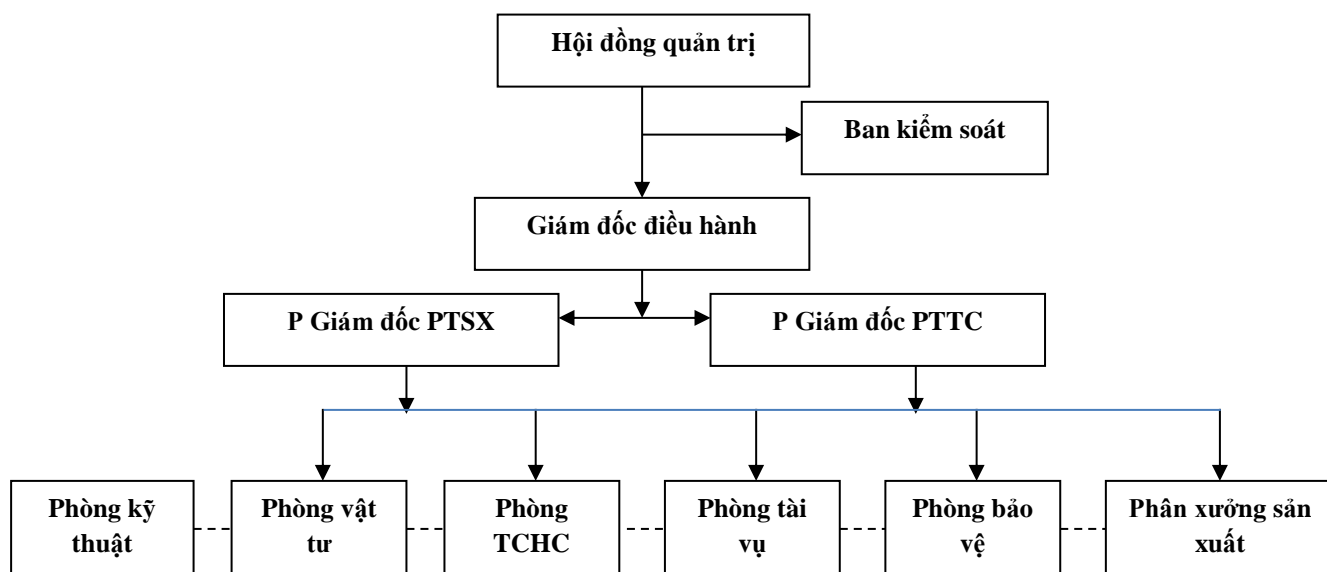 Hội đồng quản trị
Ban kiểm soát
Giám đốc điều hành
P Giám đốc PTSX
P Giám đốc PTTC
Phòng kỹ
thuật
Phòng vật
tư
Phòng
TCHC
Phòng tài
vụ
Phòng bảo
vệ
Phân xưởng sản
xuất